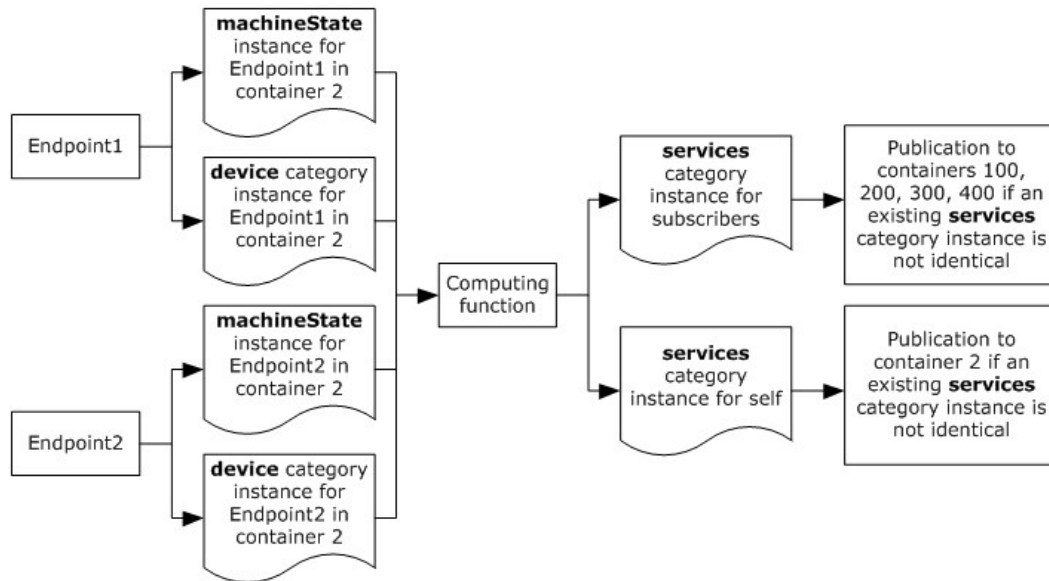 Endpoint1
machineState
instance for
Endpoint1 in
container 2
device category
instance for
Endpoint1 in
container 2
Endpoint2
machineState
instance for
Endpoint2 in
container 2
device category
instance for
Endpoint2 in
container 2
Computing
function
services
category
instance for
subscribers
Publication to
containers 100,
200, 300, 400 if an
existing services
category instance is
not identical
services
category
instance for self
Publication to
container 2 if an
existing services
category instance is
not identical